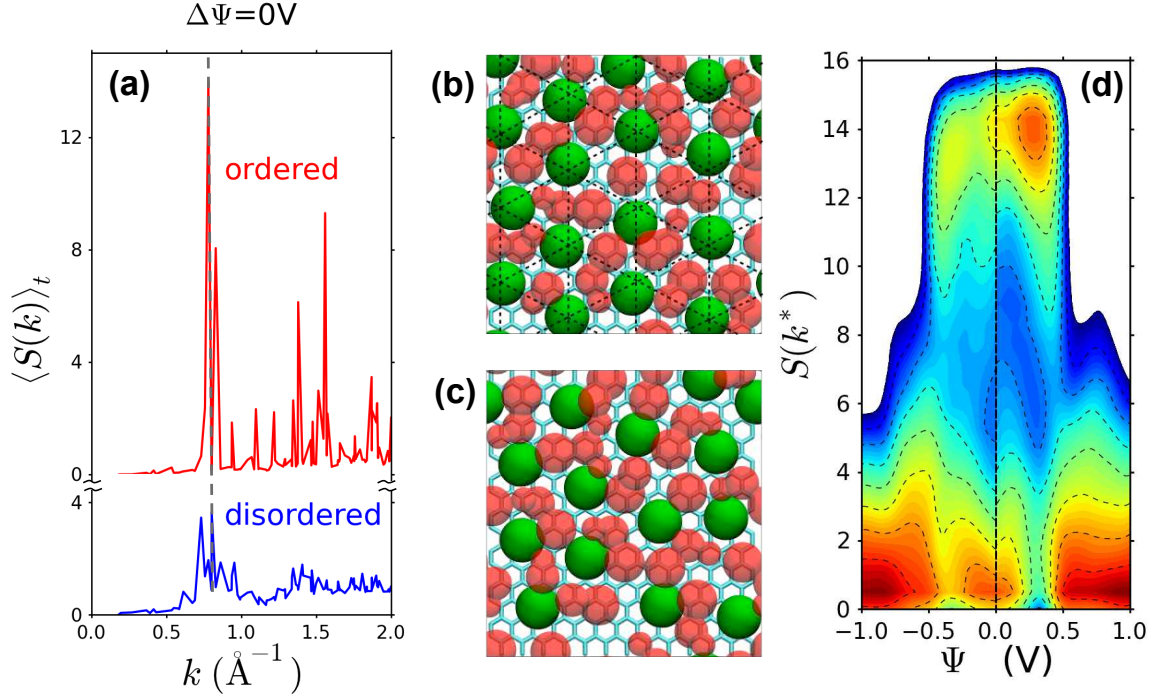 ΔΨ=0V
(a)
ordered
disordered
12
8
4
0
4
0
0.0 0.5 1.0 1.5 2.0
k (Å⁻¹)
⟨S(k)⟩ₜ
(b)
(c)
(d)
16
14
12
10
8
6
4
2
0
−1.0 −0.5 0.0 0.5 1.0
Ψ (V)
S(k*)